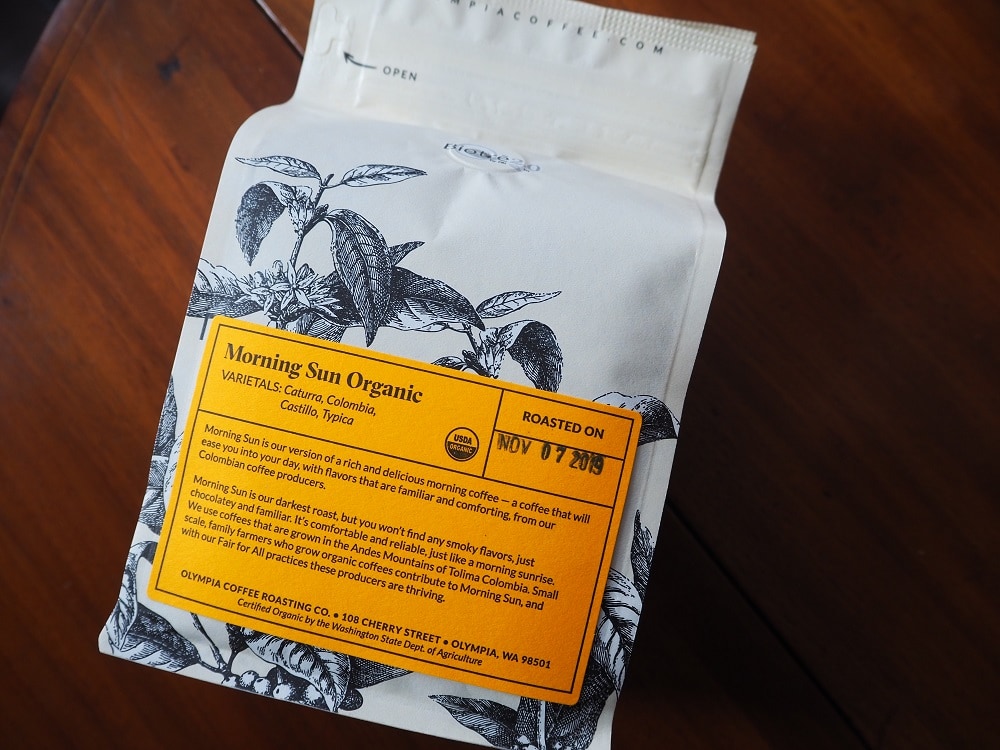 MPIACOFFEE.COM
OPEN
Morning Sun Organic
VARIETALS: Caturra, Colombia,
Castillo, Typica
USDA
ORGANIC
ROASTED ON
NOV 07 2019
Morning Sun is our version of a rich and delicious morning coffee — a coffee that will
ease you into your day, with flavors that are familiar and comforting, from our
Colombian coffee producers.
Morning Sun is our darkest roast, but you won't find any smoky flavors, just
chocolatey and familiar. It's comfortable and reliable, just like a morning sunrise.
We use coffees that are grown in the Andes Mountains of Tolima Colombia. Small
scale, family farmers who grow organic coffees contribute to Morning Sun, and
with our Fair for All practices these producers are thriving.
OLYMPIA COFFEE ROASTING CO. • 108 CHERRY STREET • OLYMPIA, WA 98501
Certified Organic by the Washington State Dept. of Agriculture